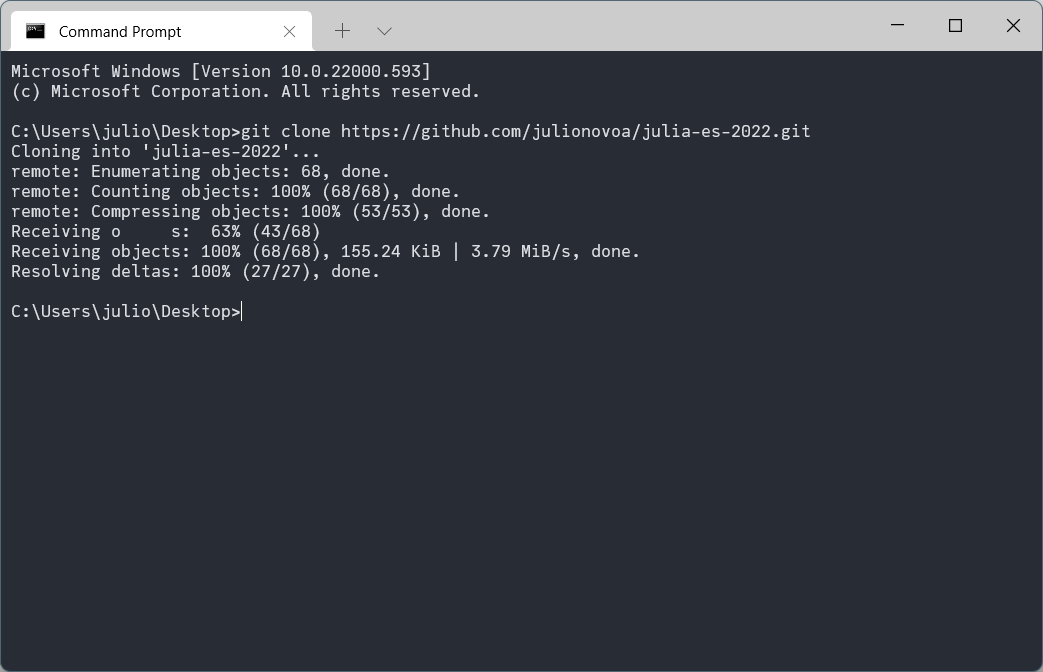 Command Prompt
Microsoft Windows [Version 10.0.22000.593]
(c) Microsoft Corporation. All rights reserved.
C:\Users\julio\Desktop>git clone https://github.com/julionovoa/julia-es-2022.git
Cloning into 'julia-es-2022'...
remote: Enumerating objects: 68, done.
remote: Counting objects: 100% (68/68), done.
remote: Compressing objects: 100% (53/53), done.
Receiving o     s:  63% (43/68)
Receiving objects: 100% (68/68), 155.24 KiB | 3.79 MiB/s, done.
Resolving deltas: 100% (27/27), done.
C:\Users\julio\Desktop>